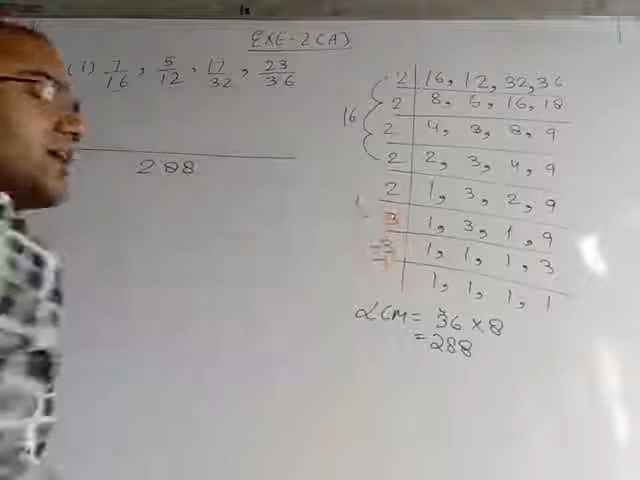 EXE-2(A)
(i) 7/16, 5/12, 17/32, 23/36
288
2 | 16, 12, 32, 36
2 | 8, 6, 16, 18
2 | 4, 3, 8, 9
2 | 2, 3, 4, 9
2 | 1, 3, 2, 9
3 | 1, 3, 1, 9
3 | 1, 1, 1, 3
1, 1, 1, 1
16
LCM = 36 × 8
= 288